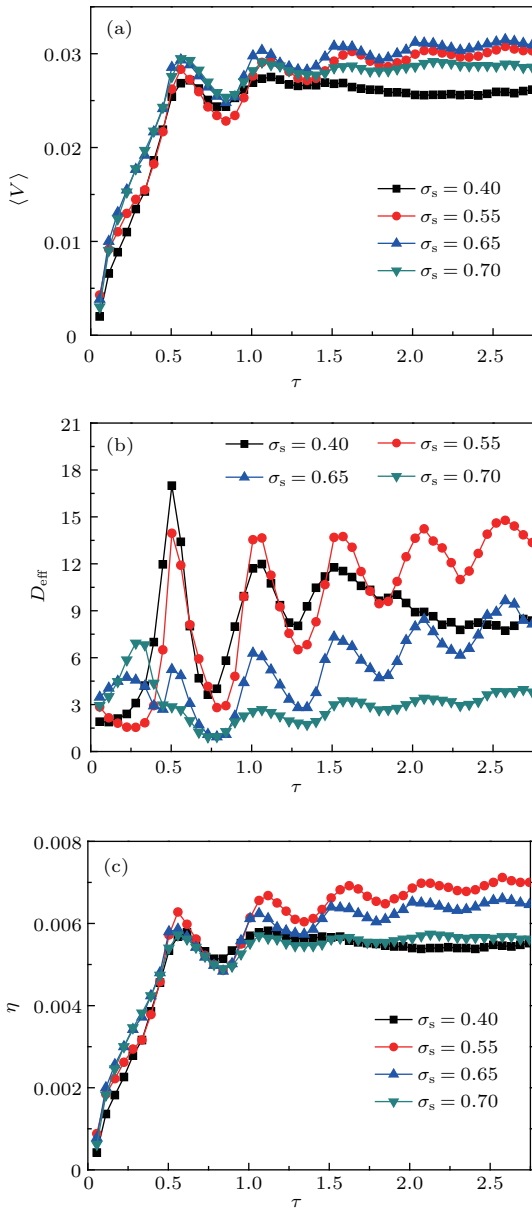 (a)
0.03
0.02
0.01
0
⟨V⟩
σs = 0.40
σs = 0.55
σs = 0.65
σs = 0.70
0 0.5 1.0 1.5 2.0 2.5
τ
(b)
21
18
15
12
9
6
3
0
Deff
σs = 0.40 σs = 0.55
σs = 0.65 σs = 0.70
0 0.5 1.0 1.5 2.0 2.5
τ
(c)
0.008
0.006
0.004
0.002
0
η
σs = 0.40
σs = 0.55
σs = 0.65
σs = 0.70
0 0.5 1.0 1.5 2.0 2.5
τ